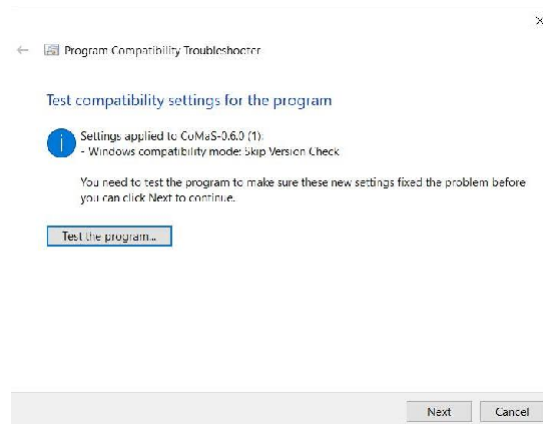 Program Compatibility Troubleshooter
Test compatibility settings for the program
Settings applied to CoMaS-0.6.0 (1):
- Windows compatibility mode: Skip Version Check
You need to test the program to make sure these new settings fixed the problem before
you can click Next to continue.
Test the program...
Next Cancel